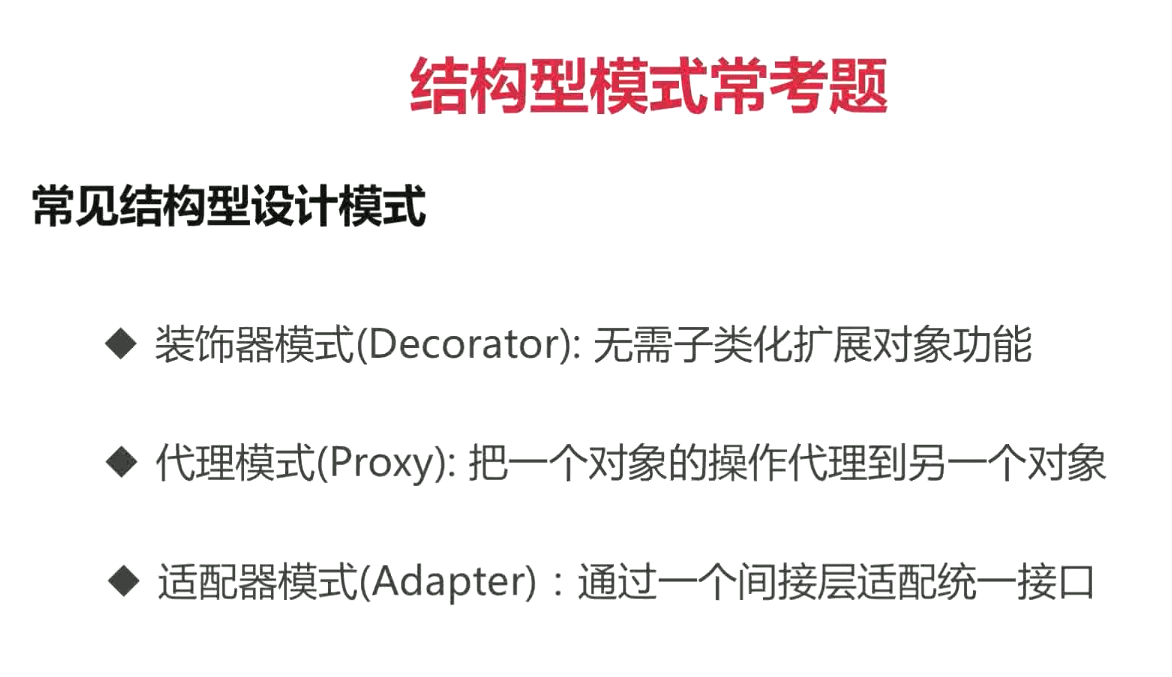 结构型模式常考题
常见结构型设计模式
◆ 装饰器模式(Decorator): 无需子类化扩展对象功能
◆ 代理模式(Proxy): 把一个对象的操作代理到另一个对象
◆ 适配器模式(Adapter)：通过一个间接层适配统一接口